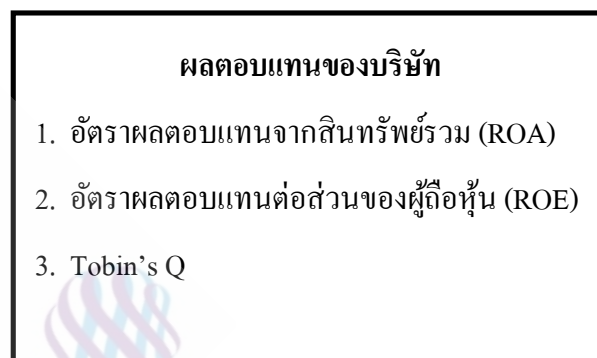 ผลตอบแทนของบริษัท
1. อัตราผลตอบแทนจากสินทรัพย์รวม (ROA)
2. อัตราผลตอบแทนต่อส่วนของผู้ถือหุ้น (ROE)
3. Tobin’s Q